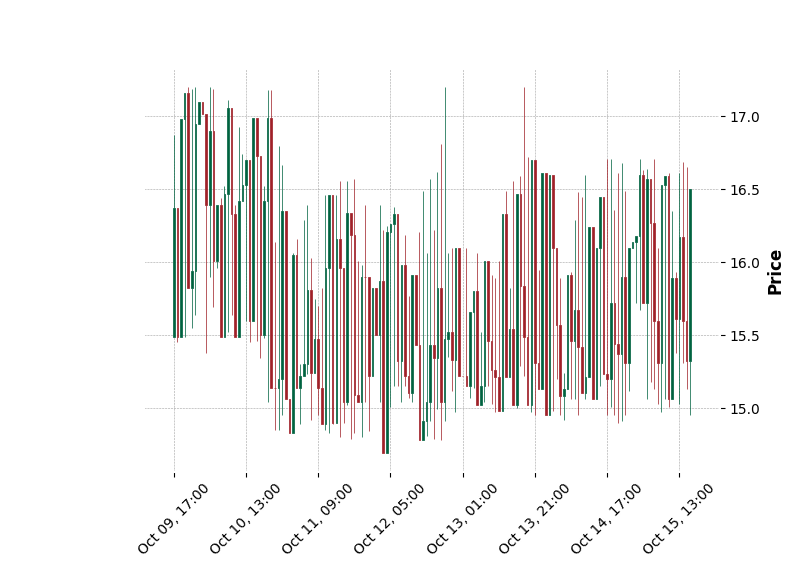 17.0
16.5
16.0
15.5
15.0
Price
Oct 09, 17:00
Oct 10, 13:00
Oct 11, 09:00
Oct 12, 05:00
Oct 13, 01:00
Oct 13, 21:00
Oct 14, 17:00
Oct 15, 13:00